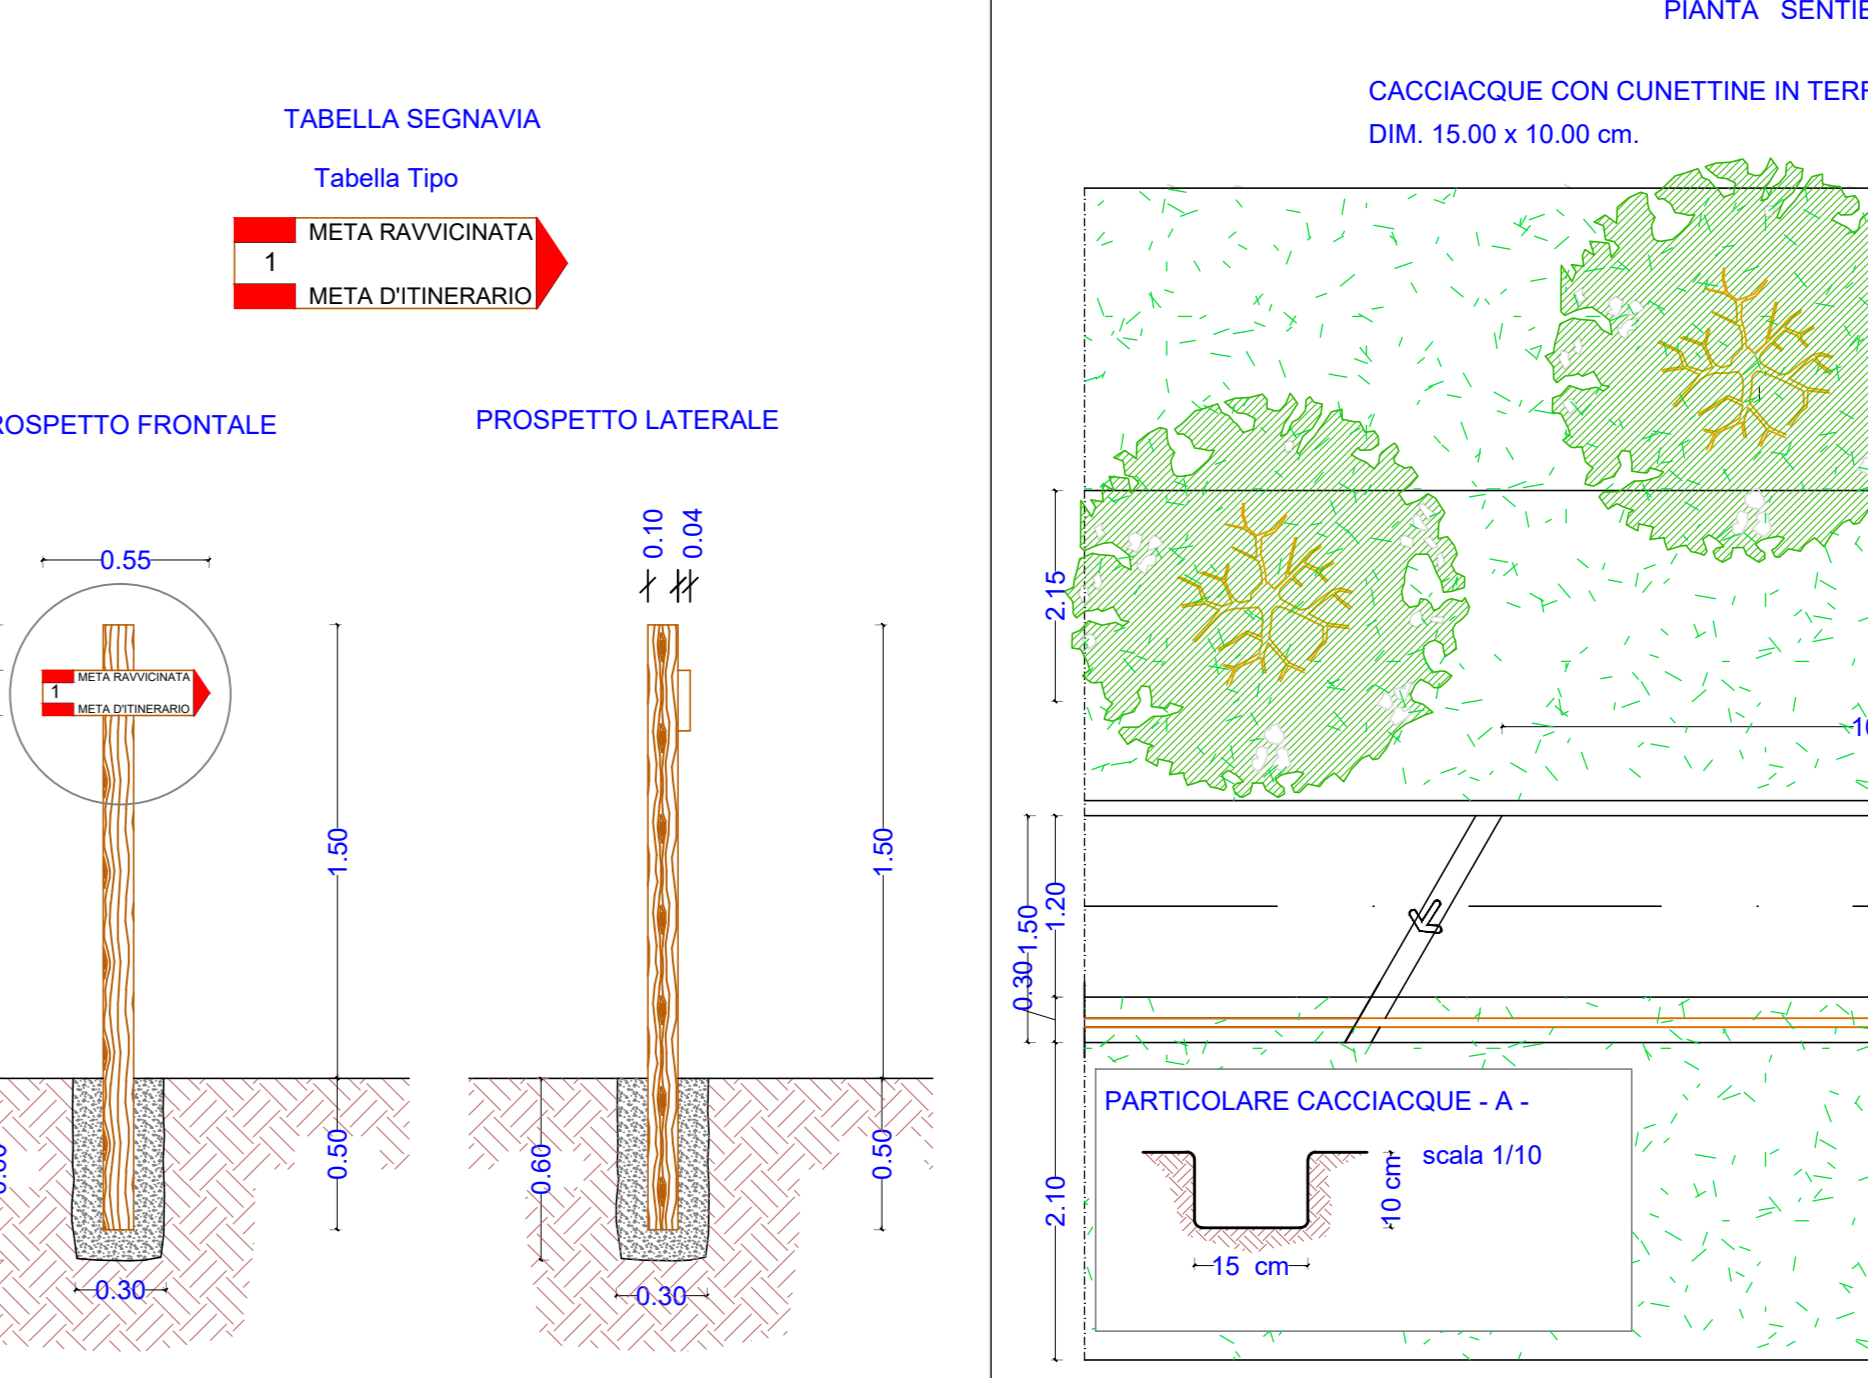 TABELLA SEGNAVIA
Tabella Tipo
META RAVVICINATA
1
META D'ITINERARIO
ROSPETTO FRONTALE
PROSPETTO LATERALE
0.55
META RAVVICINATA
1
META D'ITINERARIO
1.50
0.50
0.30
0.10
0.04
1.50
0.60
0.50
0.30
PIANTA SENTIE
CACCIACQUE CON CUNETTINE IN TERR
DIM. 15.00 x 10.00 cm.
2.15
10
1.20
1.50
0.30
2.10
PARTICOLARE CACCIACQUE - A -
scala 1/10
10 cm
15 cm